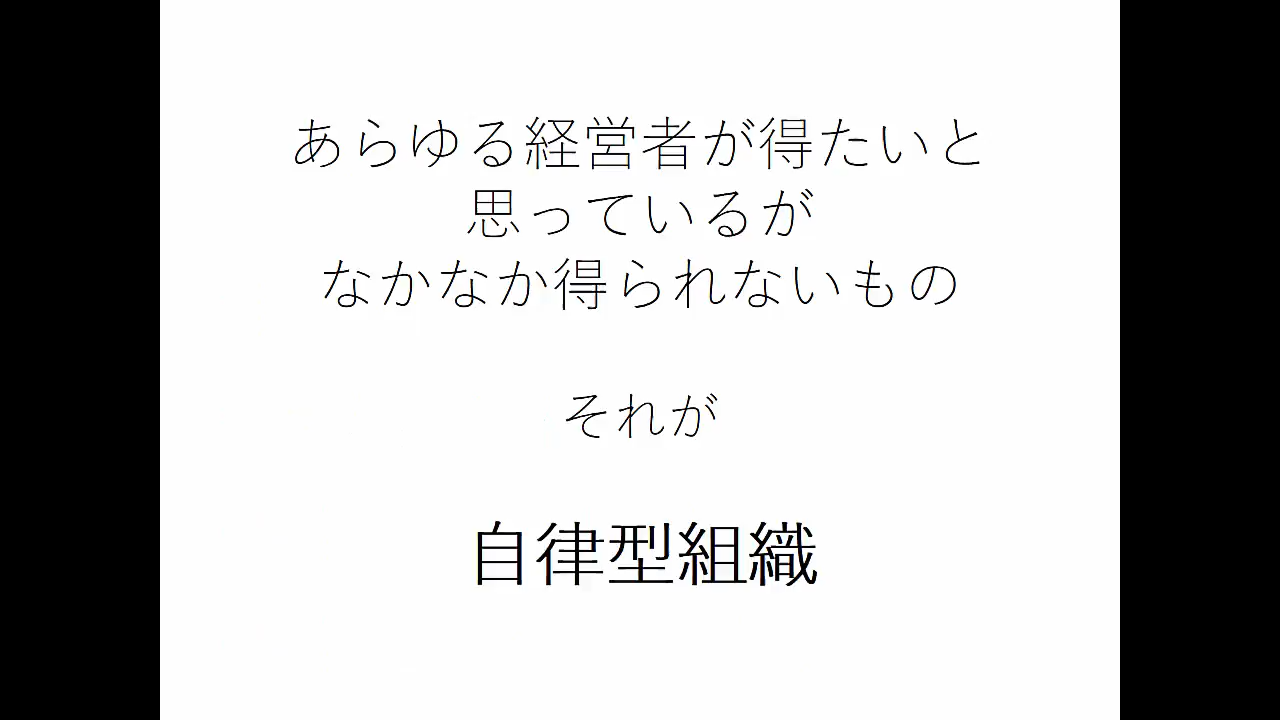 あらゆる経営者が得たいと
思っているが
なかなか得られないもの
それが
自律型組織